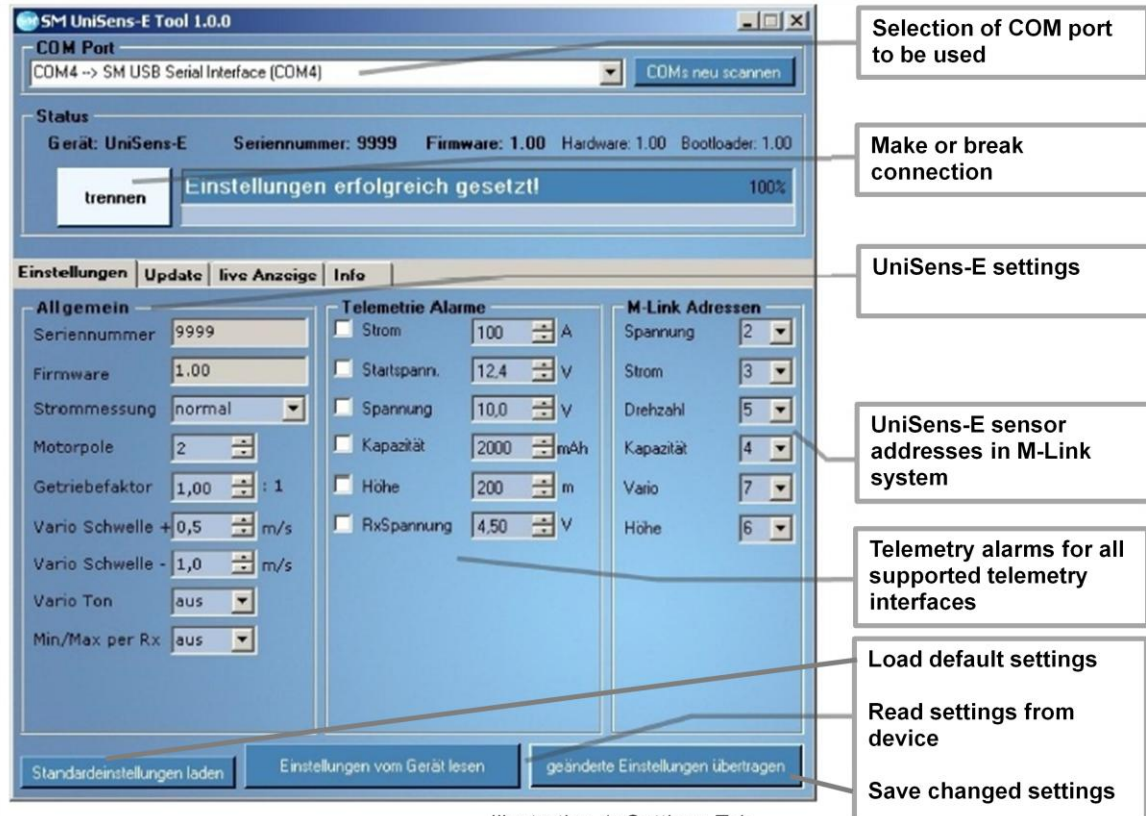 SM UniSens-E Tool 1.0.0
COM Port
COM4 --> SM USB Serial Interface (COM4)
COMs neu scannen
Selection of COM port
to be used
Status
Gerät: UniSens-E Seriennummer: 9999 Firmware: 1.00 Hardware: 1.00 Bootloader: 1.00
trennen
Einstellungen erfolgreich gesetzt!
100%
Make or break
connection
Einstellungen Update live Anzeige Info
UniSens-E settings
Allgemein
Seriennummer 9999
Firmware 1.00
Strommessung normal
Motorpole 2
Getriebefaktor 1,00 : 1
Vario Schwelle + 0,5 m/s
Vario Schwelle - 1,0 m/s
Vario Ton aus
Min/Max per Rx aus
Telemetrie Alarme
Strom 100 A
Startspann. 12,4 V
Spannung 10,0 V
Kapazität 2000 mAh
Höhe 200 m
RxSpannung 4,50 V
M-Link Adressen
Spannung 2
Strom 3
Drehzahl 5
Kapazität 4
Vario 7
Höhe 6
UniSens-E sensor
addresses in M-Link
system
Telemetry alarms for all
supported telemetry
interfaces
Load default settings
Read settings from
device
Save changed settings
Standardeinstellungen laden
Einstellungen vom Gerät lesen
geänderte Einstellungen übertragen